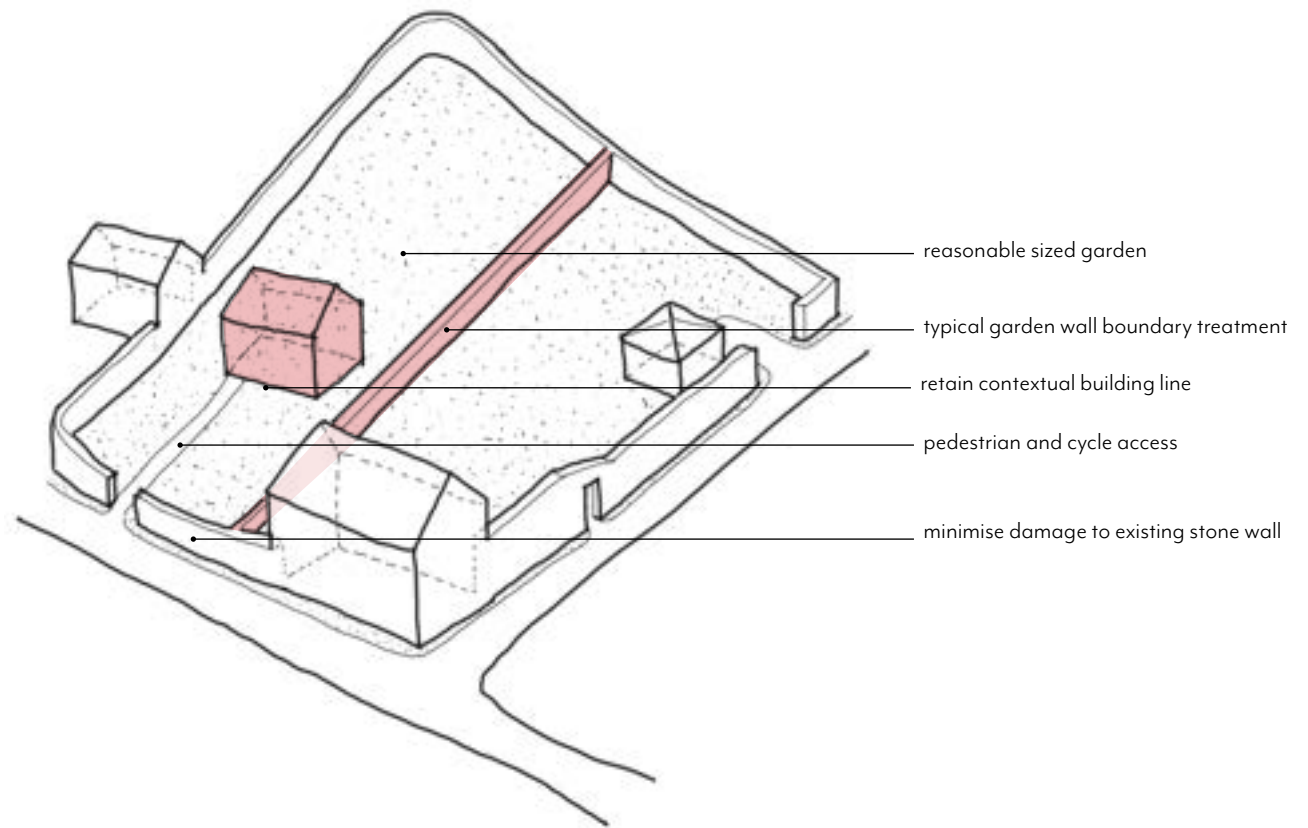 reasonable sized garden
typical garden wall boundary treatment
retain contextual building line
pedestrian and cycle access
minimise damage to existing stone wall